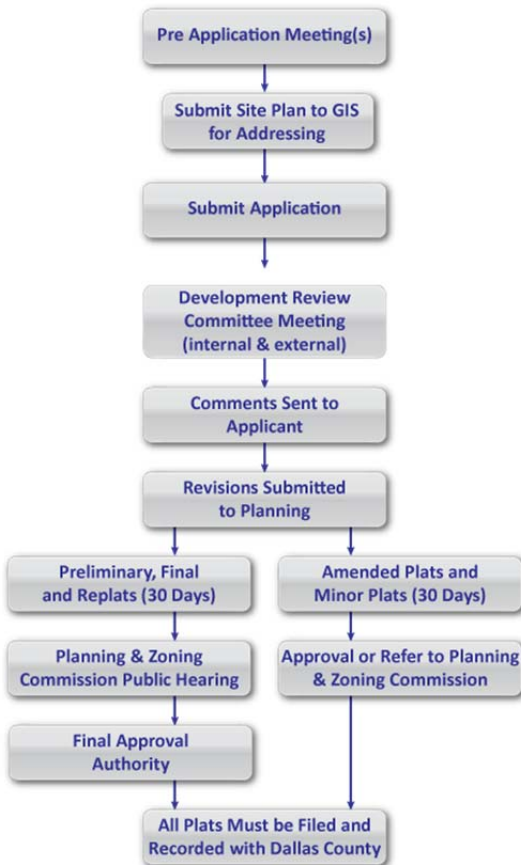 Pre Application Meeting(s)
Submit Site Plan to GIS
for Addressing
Submit Application
Development Review
Committee Meeting
(internal & external)
Comments Sent to
Applicant
Revisions Submitted
to Planning
Preliminary, Final
and Replats (30 Days)
Amended Plats and
Minor Plats (30 Days)
Planning & Zoning
Commission Public Hearing
Approval or Refer to Planning
& Zoning Commission
Final Approval
Authority
All Plats Must be Filed and
Recorded with Dallas County